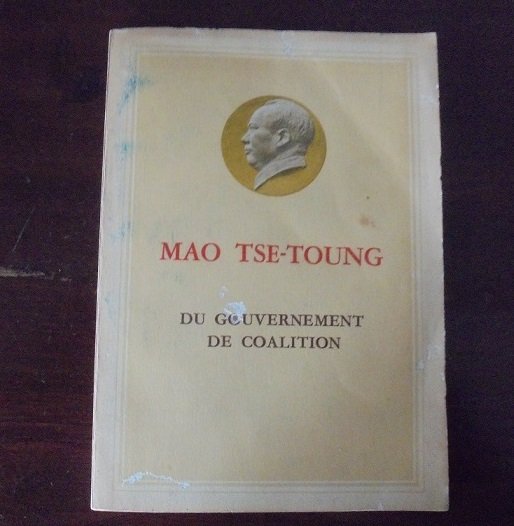 MAO TSE-TOUNG
DU GOUVERNEMENT
DE COALITION